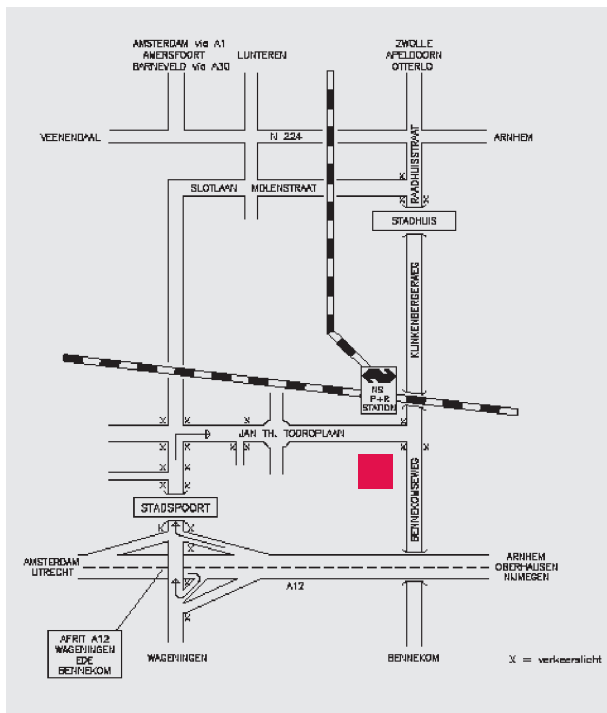 AMSTERDAM via A1
AMERSFOORT
BARNEVELD via A30
LUNTEREN
ZWOLLE
APELDOORN
OTTERLO
VEENENDAAL
N 224
ARNHEM
RAADHUISSTRAAT
SLOTLAAN MOLENSTRAAT
STADHUIS
KLINKENBERGERWEG
NS
P+R
STATION
JAN TH. TOOROPLAAN
BENNEKOMSEWEG
STADSPOORT
AMSTERDAM
UTRECHT
ARNHEM
OBERHAUSEN
NIJMEGEN
A12
AFRIT A12
WAGENINGEN
EDE
BENNEKOM
WAGENINGEN
BENNEKOM
X = verkeerslicht